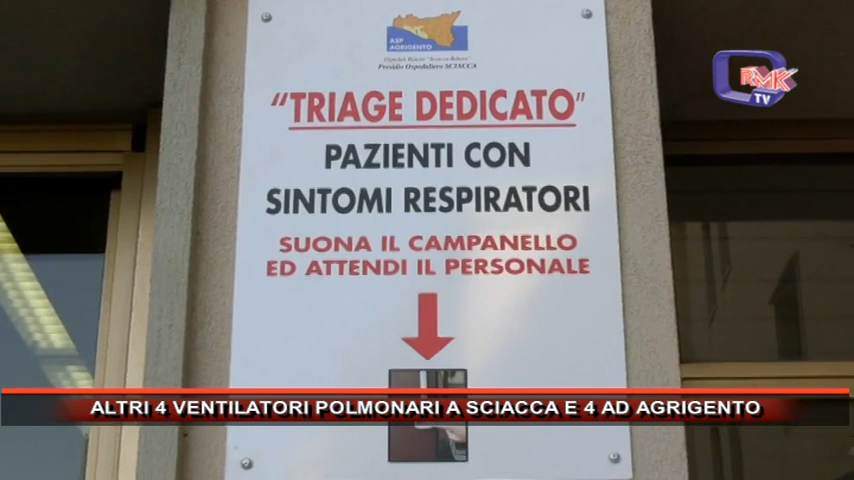 ASP
AGRIGENTO
Presidio Ospedaliero SCIACCA
RMK
TV
“TRIAGE DEDICATO”
PAZIENTI CON
SINTOMI RESPIRATORI
SUONA IL CAMPANELLO
ED ATTENDI IL PERSONALE
ALTRI 4 VENTILATORI POLMONARI A SCIACCA E 4 AD AGRIGENTO